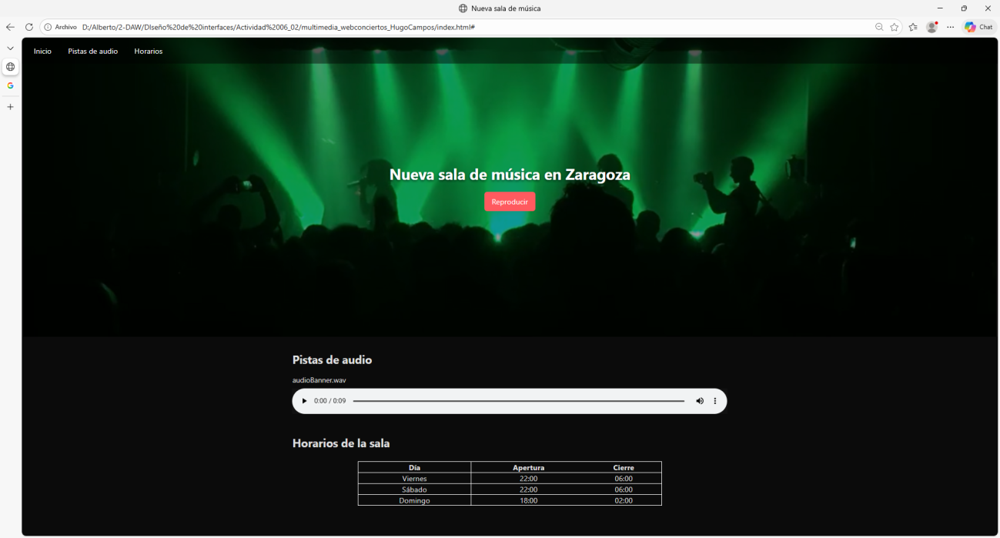 Nueva sala de música
Archivo D:/Alberto/2-DAW/DIseño%20de%20interfaces/Actividad%2006_02/multimedia_webconciertos_HugoCampos/index.html#
Chat
Inicio Pistas de audio Horarios
Nueva sala de música en Zaragoza
Reproducir
Pistas de audio
audioBanner.wav
0:00 / 0:09
Horarios de la sala
Día Apertura Cierre
Viernes 22:00 06:00
Sábado 22:00 06:00
Domingo 18:00 02:00